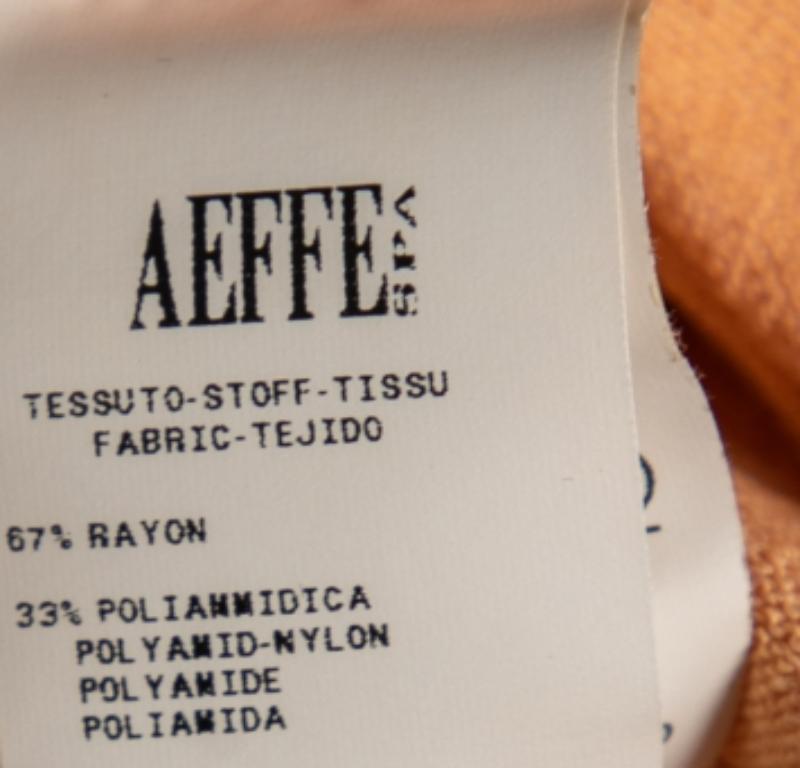 AEFFE SPA
TESSUTO-STOFF-TISSU
FABRIC-TEJIDO
67% RAYON
33% POLIAMMIDICA
POLYAMID-NYLON
POLYAMIDE
POLIAMIDA